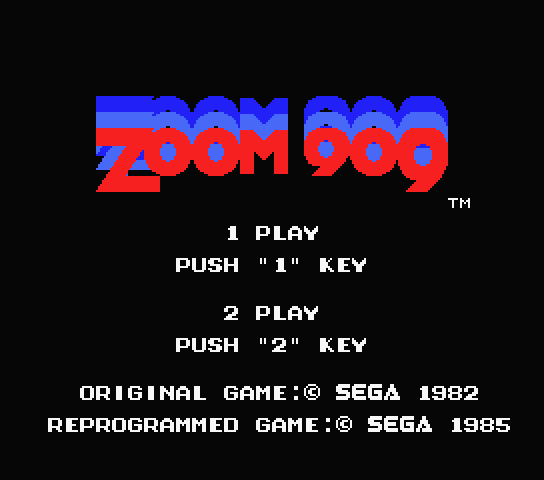 ZOOM 909
TM
1 PLAY
PUSH "1" KEY
2 PLAY
PUSH "2" KEY
ORIGINAL GAME:© SEGA 1982
REPROGRAMMED GAME:© SEGA 1985